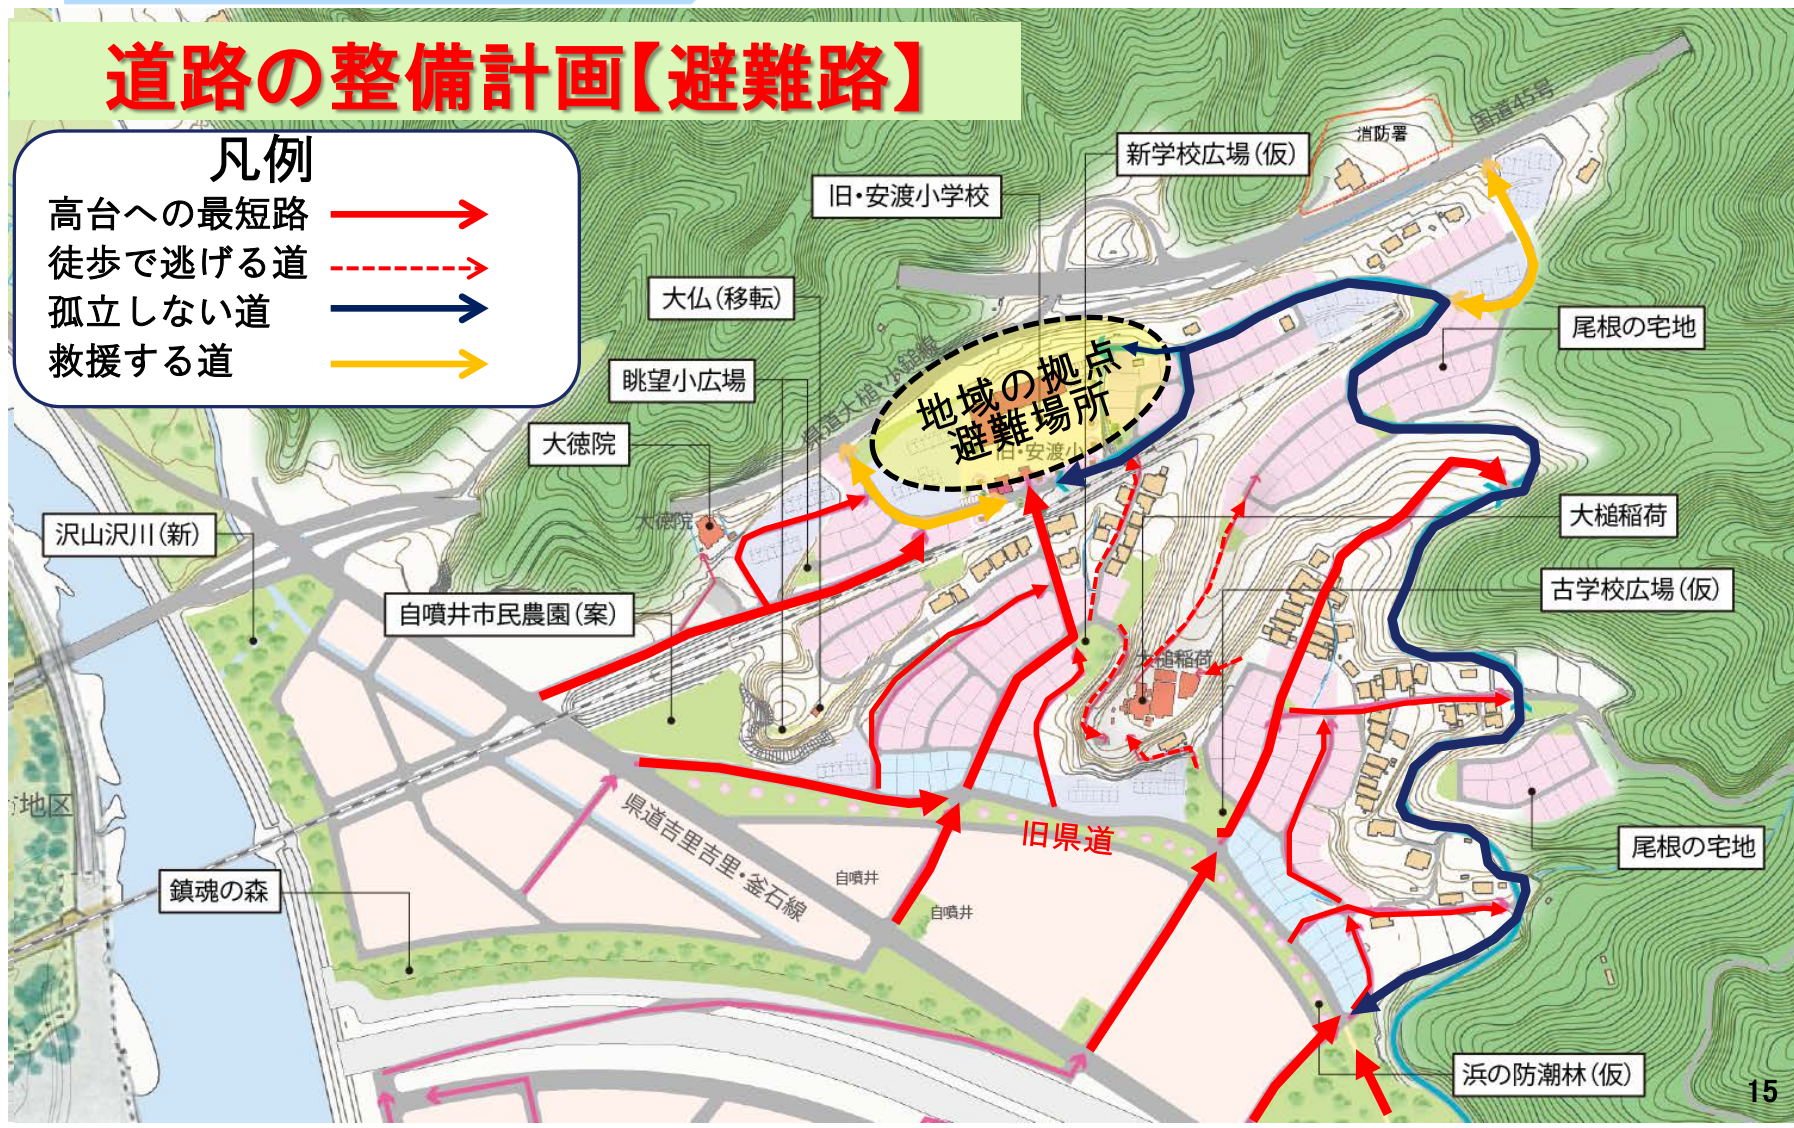 道路の整備計画【避難路】
凡例
高台への最短路
徒歩で逃げる道
孤立しない道
救援する道
国道45号
消防署
新学校広場(仮)
旧・安渡小学校
大仏(移転)
尾根の宅地
眺望小広場
地域の拠点
避難場所
旧・安渡小
大徳院
大徳院
沢山沢川(新)
大槌稲荷
自噴井市民農園(案)
古学校広場(仮)
大槌稲荷
地区
県道吉里吉里・釜石線
旧県道
尾根の宅地
自噴井
自噴井
鎮魂の森
浜の防潮林(仮)
15